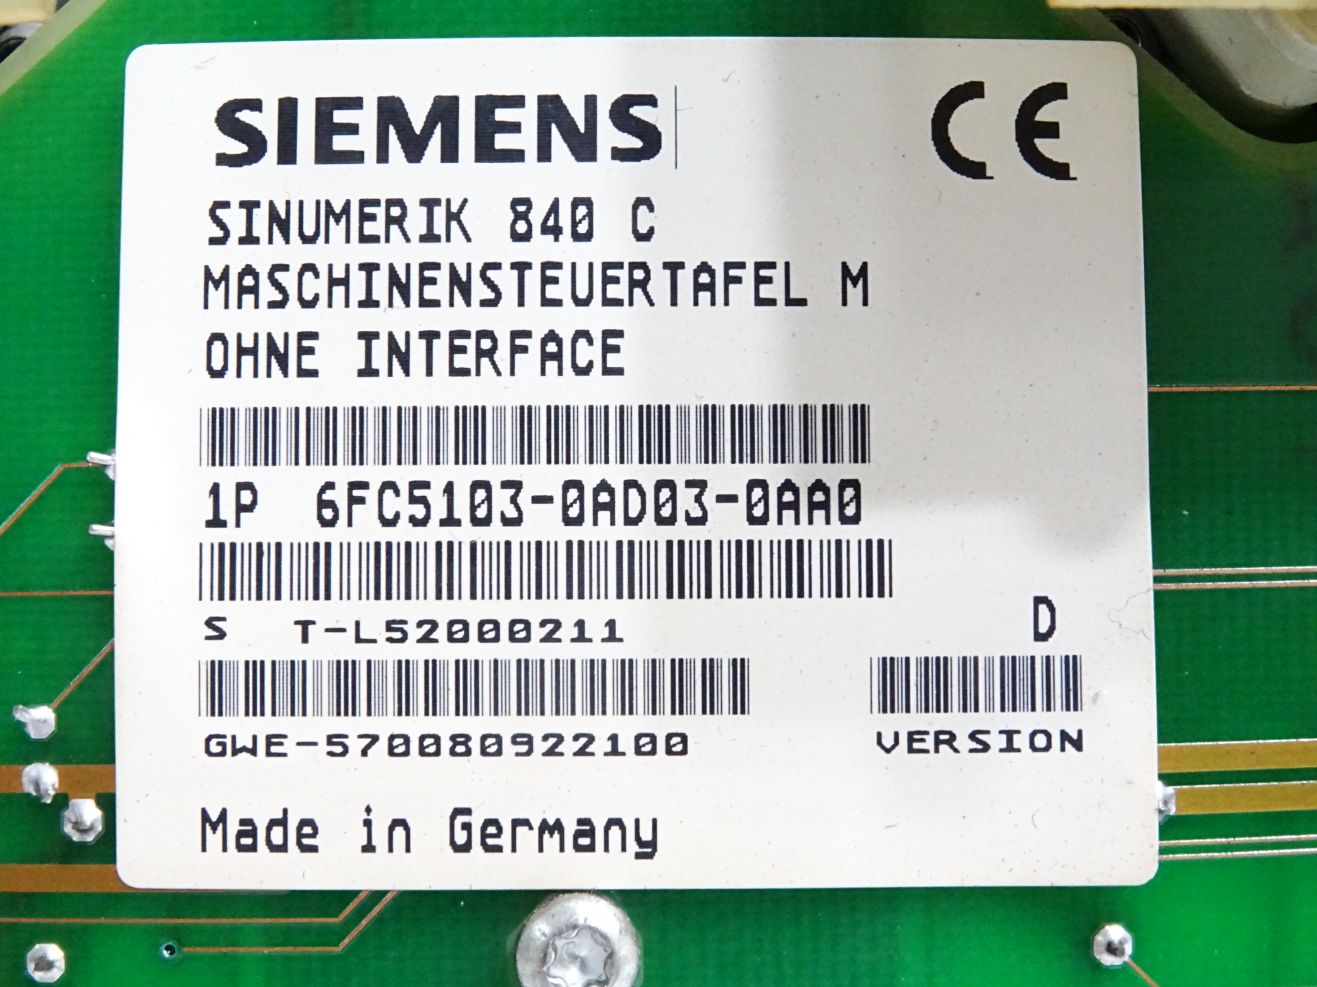 SIEMENS CE
SINUMERIK 840 C
MASCHINENSTEUERTAFEL M
OHNE INTERFACE
1P 6FC5103-0AD03-0AA0
S T-L52000211 D
GWE-570080922100 VERSION
Made in Germany